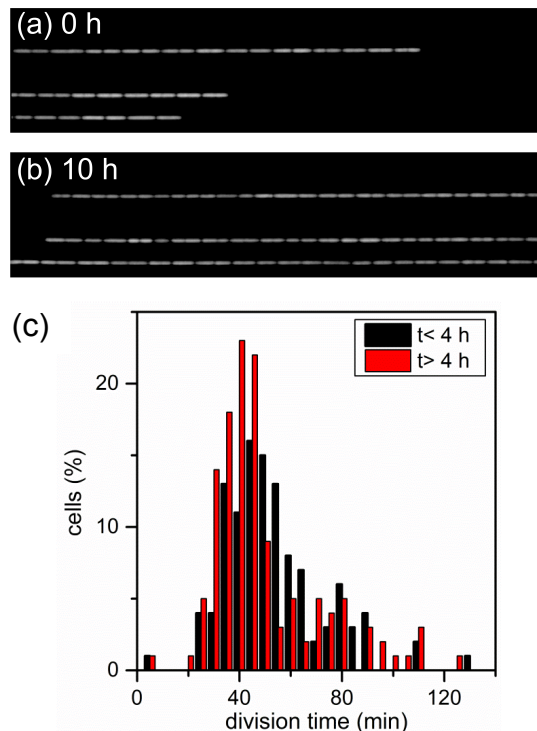 (a) 0 h
(b) 10 h
(c)
t< 4 h
t> 4 h
20
10
0
cells (%)
0 40 80 120
division time (min)